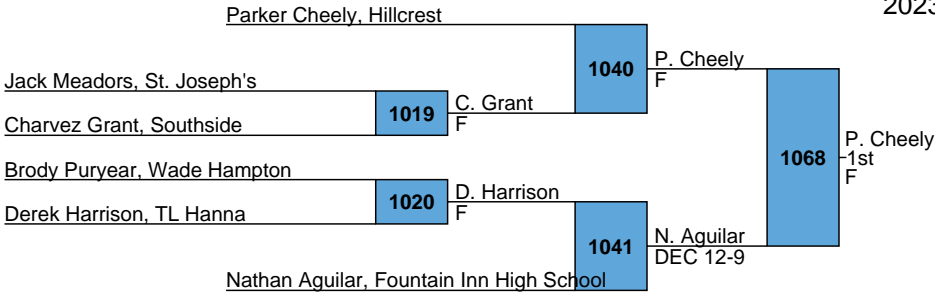 2023
Parker Cheely, Hillcrest
1040
P. Cheely
F
Jack Meadors, St. Joseph's
1019
C. Grant
F
Charvez Grant, Southside
1068
P. Cheely
1st
F
Brody Puryear, Wade Hampton
1020
D. Harrison
F
Derek Harrison, TL Hanna
1041
N. Aguilar
DEC 12-9
Nathan Aguilar, Fountain Inn High School